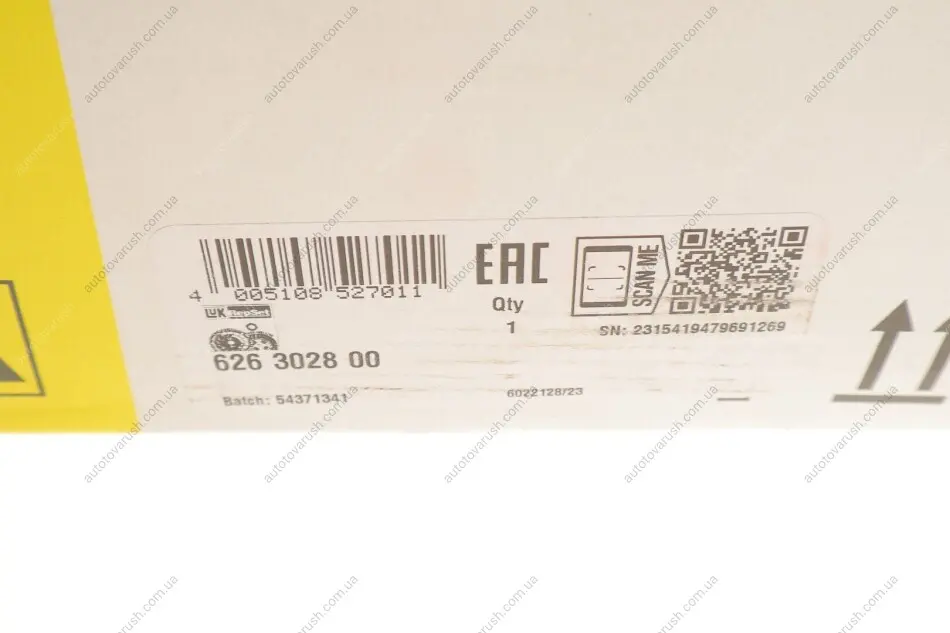 4 005108 527011
EAC
Qty
1
SCAN ME
SN: 2315419479691269
LUK
626 3028 00
Batch: 54371341
6022128/23
autotovarush.com.ua